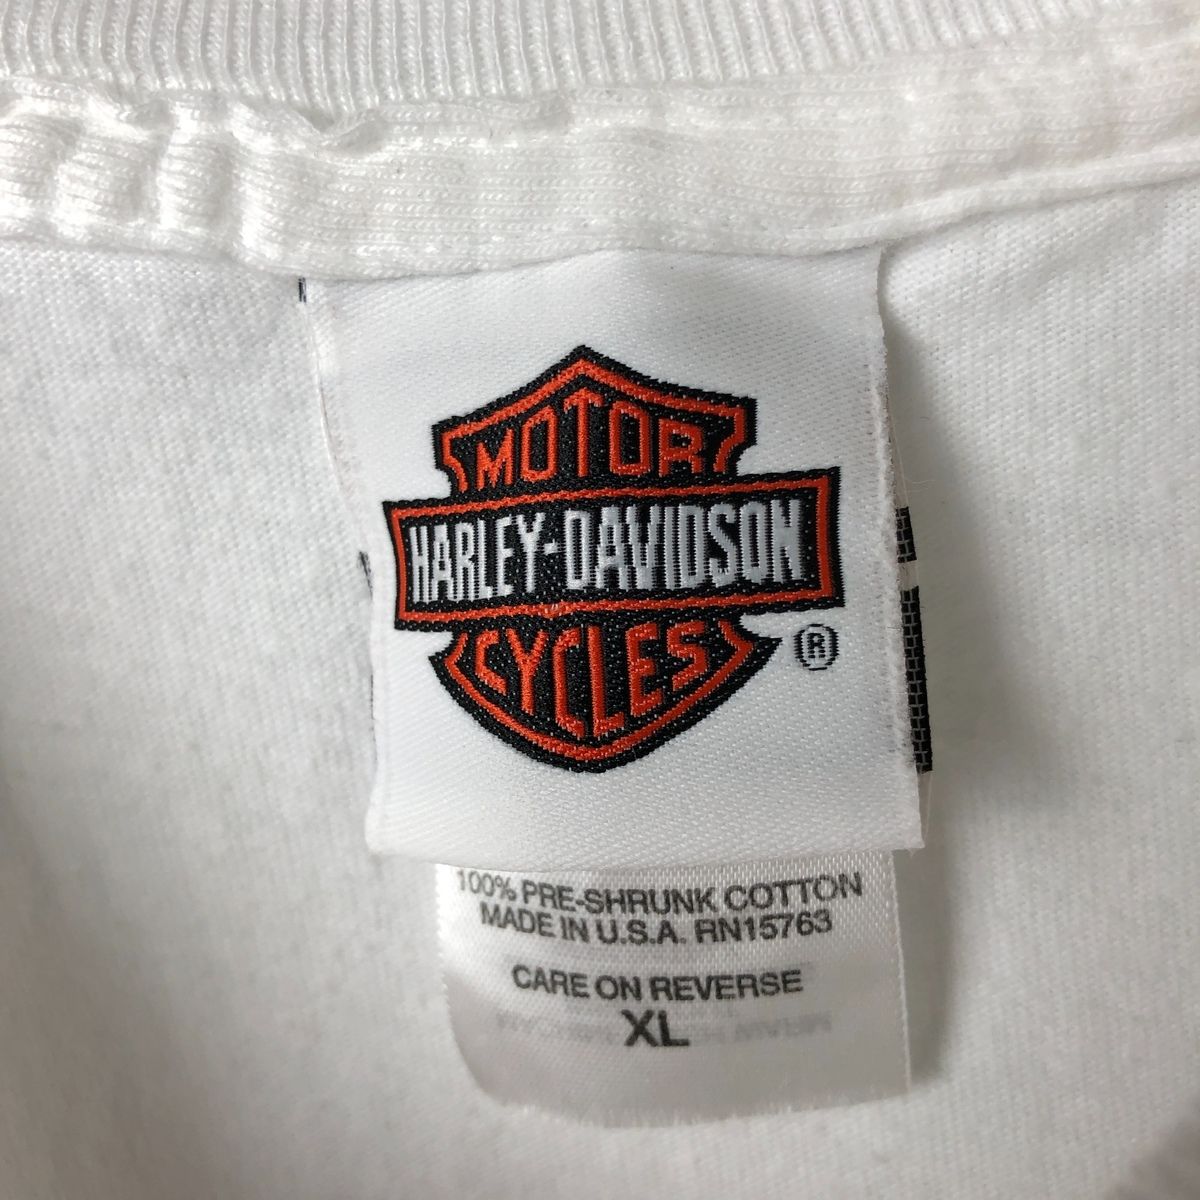 MOTOR
HARLEY-DAVIDSON
CYCLES
®
100% PRE-SHRUNK COTTON
MADE IN U.S.A. RN15763
CARE ON REVERSE
XL